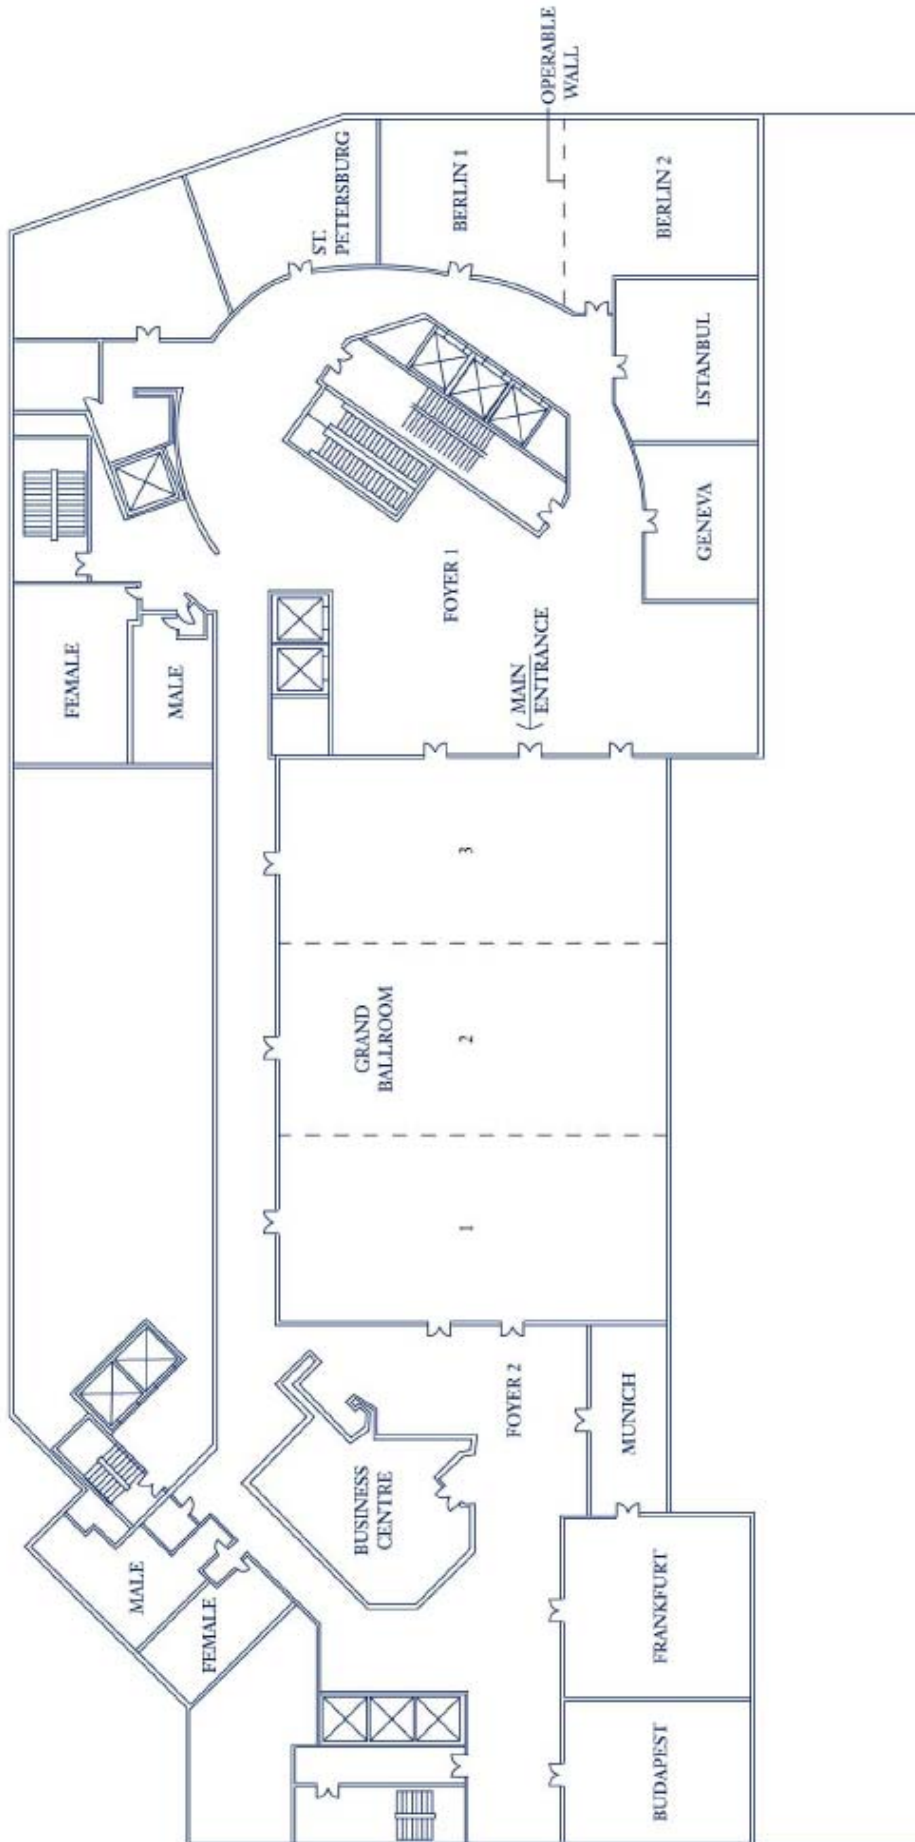 OPERABLE
WALL
ST.
PETERSBURG
BERLIN 1
BERLIN 2
ISTANBUL
GENEVA
FOYER 1
MAIN
ENTRANCE
FEMALE
MALE
3
GRAND
BALLROOM
2
1
FOYER 2
MUNICH
BUSINESS
CENTRE
MALE
FEMALE
FRANKFURT
BUDAPEST